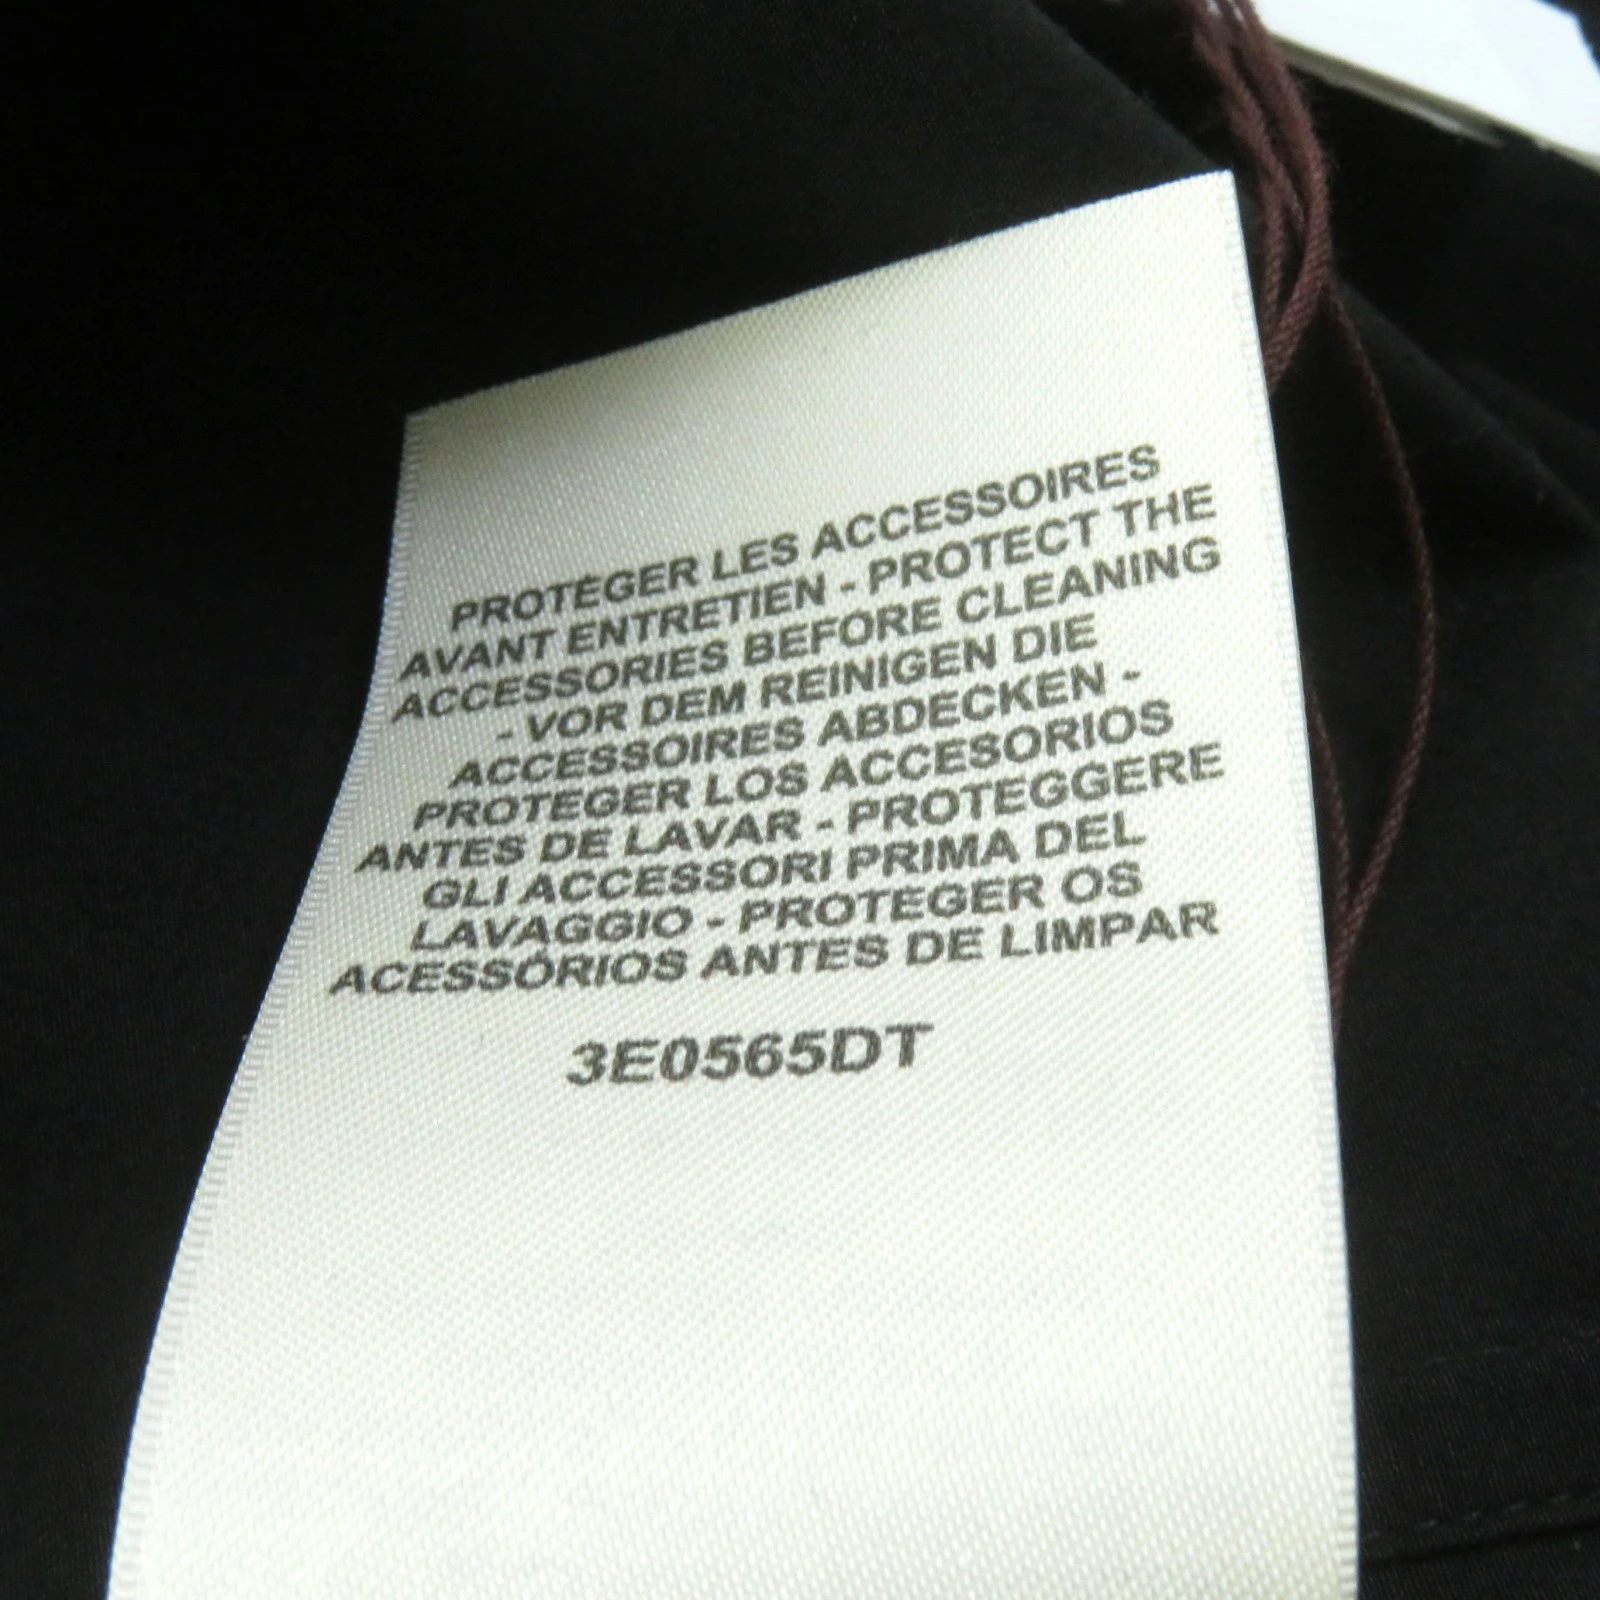 PROTÉGER LES ACCESSOIRES
AVANT ENTRETIEN - PROTECT THE
ACCESSORIES BEFORE CLEANING
- VOR DEM REINIGEN DIE
ACCESSOIRES ABDECKEN -
PROTEGER LOS ACCESORIOS
ANTES DE LAVAR - PROTEGGERE
GLI ACCESSORI PRIMA DEL
LAVAGGIO - PROTEGER OS
ACESSÓRIOS ANTES DE LIMPAR
3E0565DT